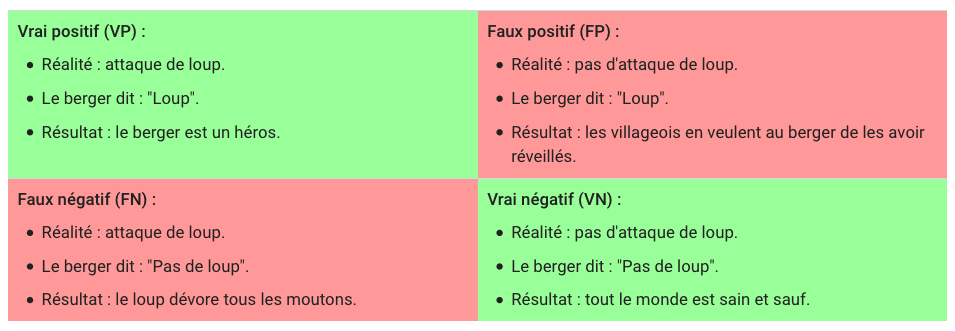 Vrai positif (VP) :
• Réalité : attaque de loup.
• Le berger dit : "Loup".
• Résultat : le berger est un héros.
Faux positif (FP) :
• Réalité : pas d'attaque de loup.
• Le berger dit : "Loup".
• Résultat : les villageois en veulent au berger de les avoir
réveillés.
Faux négatif (FN) :
• Réalité : attaque de loup.
• Le berger dit : "Pas de loup".
• Résultat : le loup dévore tous les moutons.
Vrai négatif (VN) :
• Réalité : pas d'attaque de loup.
• Le berger dit : "Pas de loup".
• Résultat : tout le monde est sain et sauf.